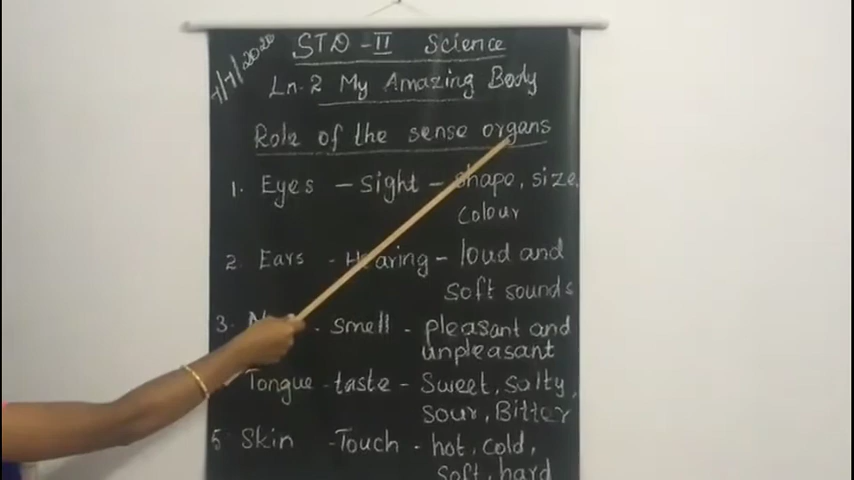 7/7/2020
STD - II Science
Ln. 2 My Amazing Body
Role of the sense organs
1. Eyes - Sight - shape, size,
colour
2. Ears - Hearing - loud and
soft sounds
3. - smell - pleasant and
unpleasant
Tongue - taste - Sweet, salty,
sour, Bitter
5 Skin - Touch - hot, cold,
soft, hard